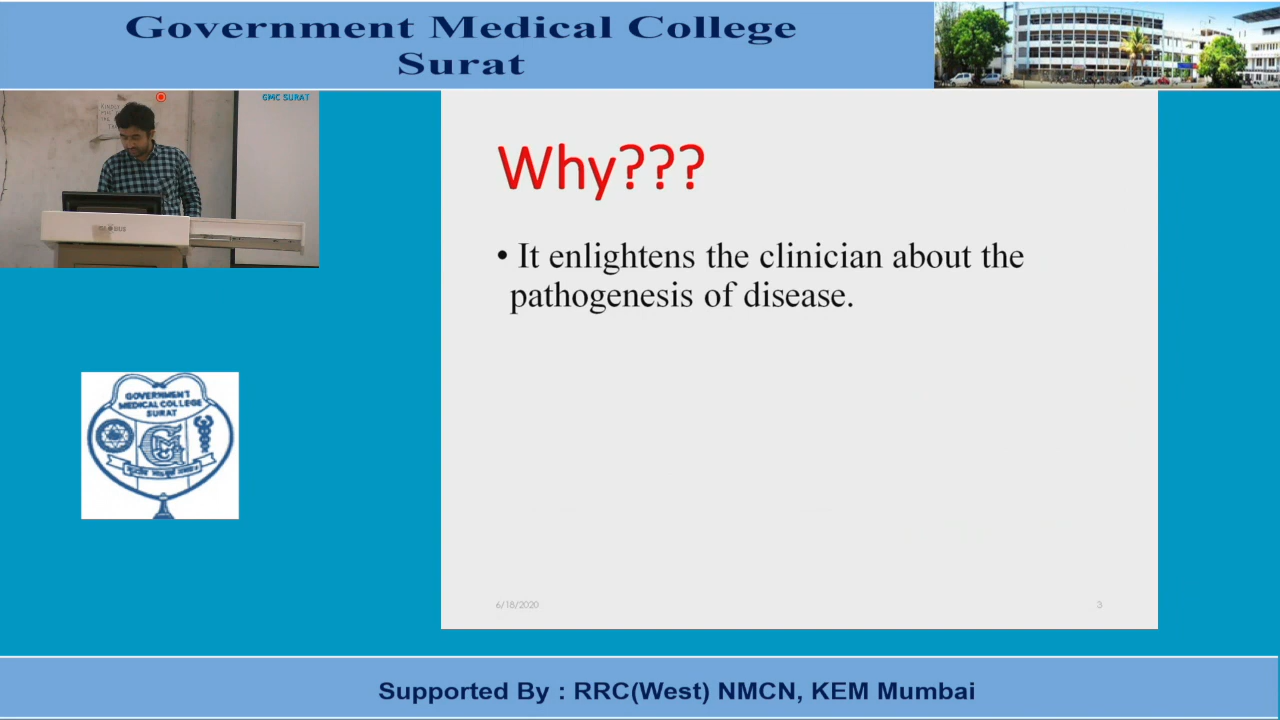 Government Medical College
Surat
GMC SURAT
Why???
• It enlightens the clinician about the
pathogenesis of disease.
GOVERNMENT
MEDICAL COLLEGE
SURAT
6/18/2020
3
Supported By : RRC(West) NMCN, KEM Mumbai